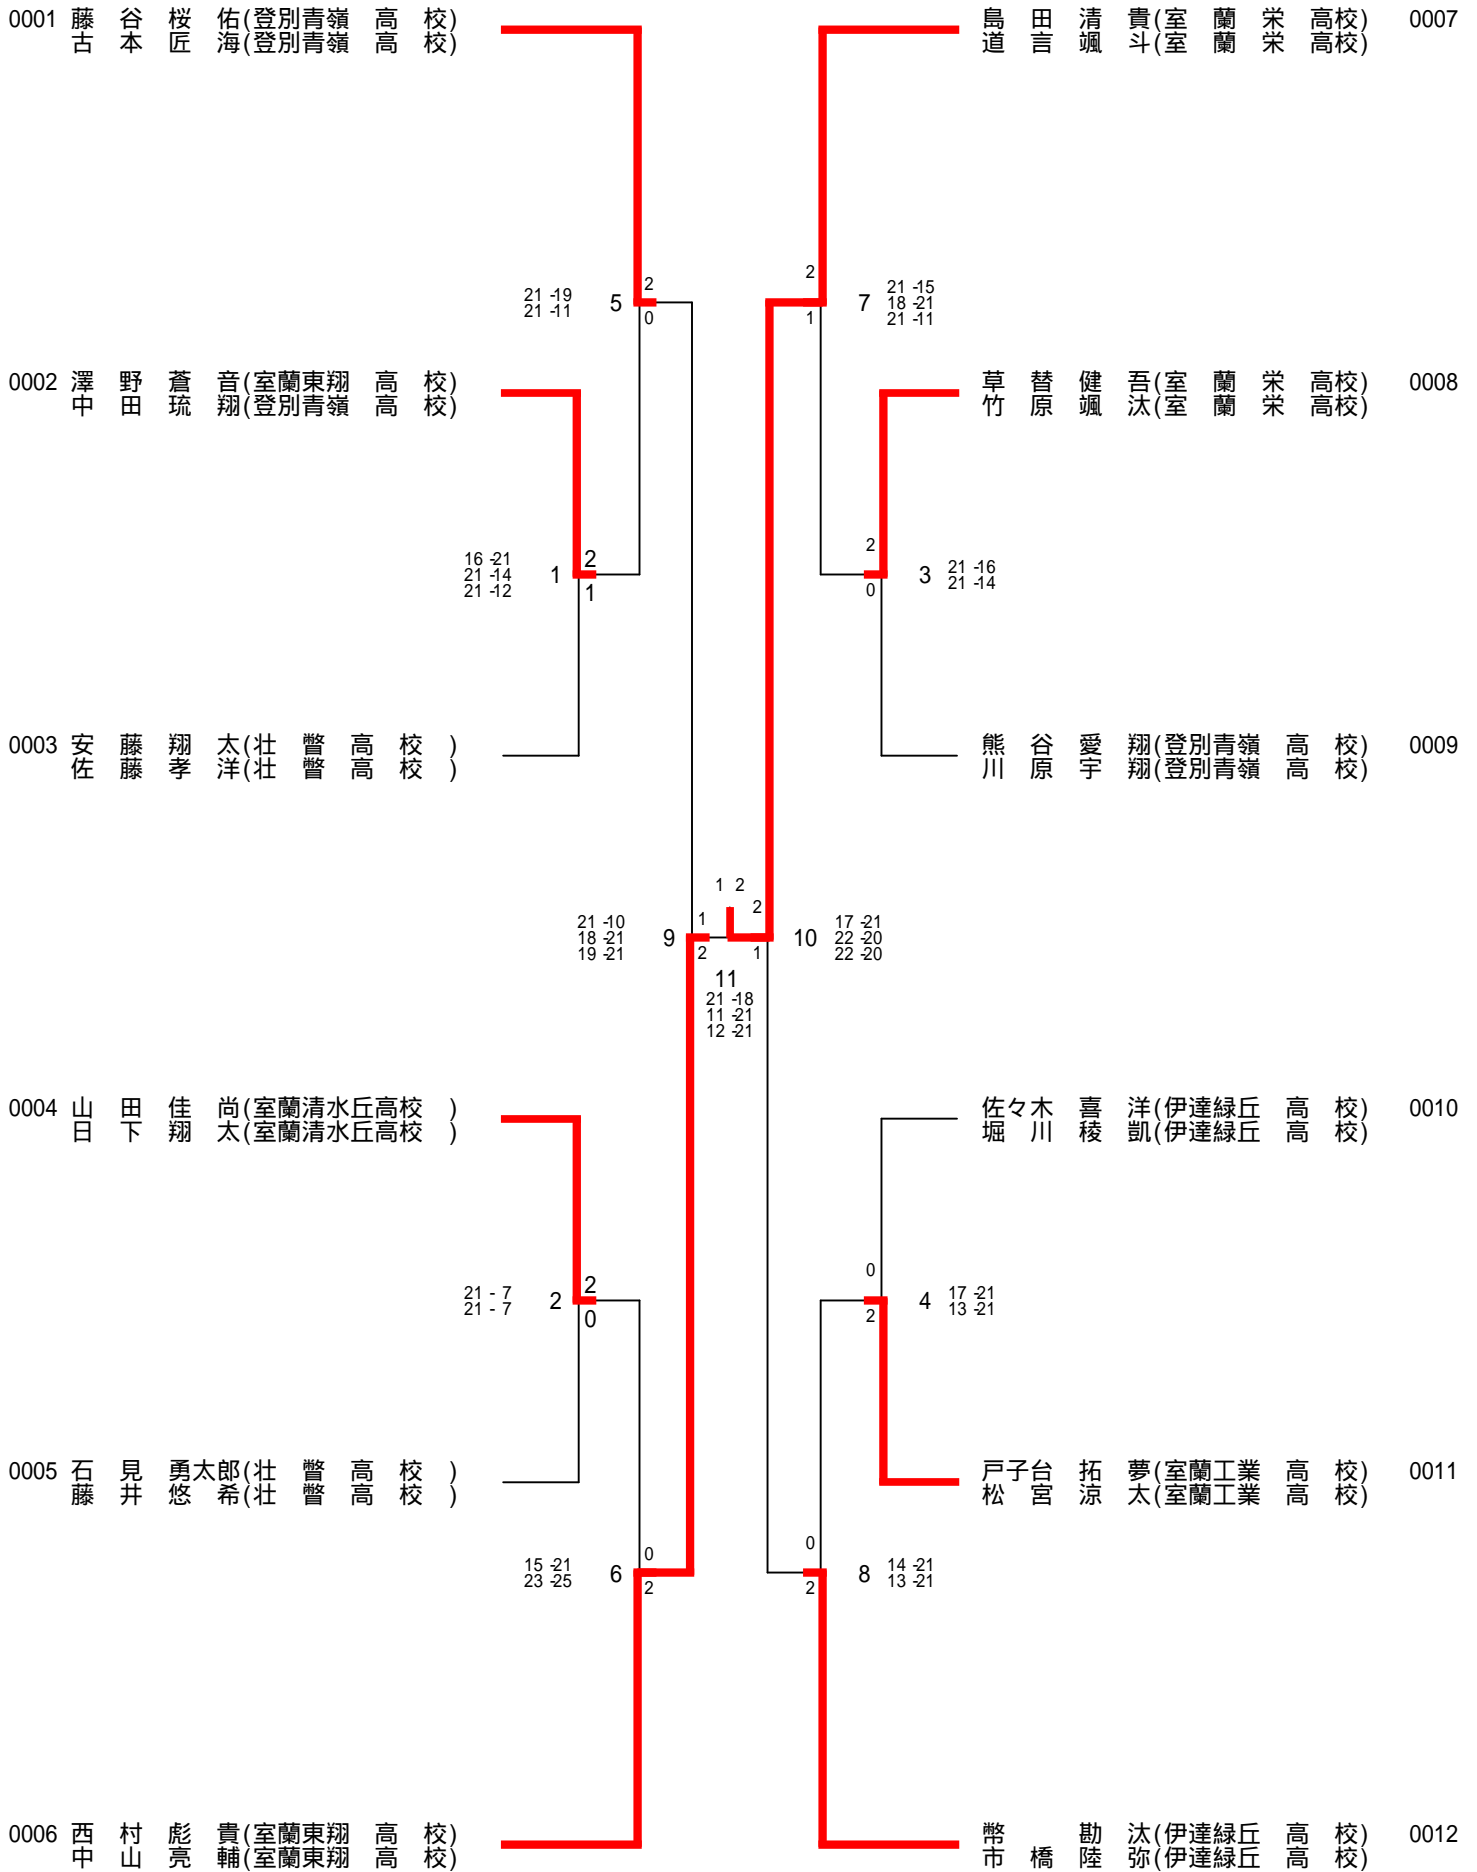 0001 藤 谷 桜 佑(登別青嶺 高 校)
古 本 匠 海(登別青嶺 高 校)
島 田 清 貴(室 蘭 栄 高校) 0007
道 言 颯 斗(室 蘭 栄 高校)
21 -19
21 -11
5
2
0
2
1
7
21 -15
18 -21
21 -11
0002 澤 野 蒼 音(室蘭東翔 高 校)
中 田 琉 翔(登別青嶺 高 校)
草 替 健 吾(室 蘭 栄 高校) 0008
竹 原 颯 汰(室 蘭 栄 高校)
16 -21
21 -14
21 -12
1
2
1
2
0
3
21 -16
21 -14
0003 安 藤 翔 太(壮 瞥 高 校 )
佐 藤 孝 洋(壮 瞥 高 校 )
熊 谷 愛 翔(登別青嶺 高 校) 0009
川 原 宇 翔(登別青嶺 高 校)
21 -10
18 -21
19 -21
9
1
2
1 2
11
21 -18
11 -21
12 -21
2
1
10
17 -21
22 -20
22 -20
0004 山 田 佳 尚(室蘭清水丘高校 )
日 下 翔 太(室蘭清水丘高校 )
佐々木 喜 洋(伊達緑丘 高 校) 0010
堀 川 稜 凱(伊達緑丘 高 校)
21 - 7
21 - 7
2
2
0
0
2
4
17 -21
13 -21
0005 石 見 勇太郎(壮 瞥 高 校 )
藤 井 悠 希(壮 瞥 高 校 )
戸子台 拓 夢(室蘭工業 高 校) 0011
松 宮 涼 太(室蘭工業 高 校)
15 -21
23 -25
6
0
2
0
2
8
14 -21
13 -21
0006 西 村 彪 貴(室蘭東翔 高 校)
中 山 亮 輔(室蘭東翔 高 校)
幣 勘 汰(伊達緑丘 高 校) 0012
市 橋 陸 弥(伊達緑丘 高 校)